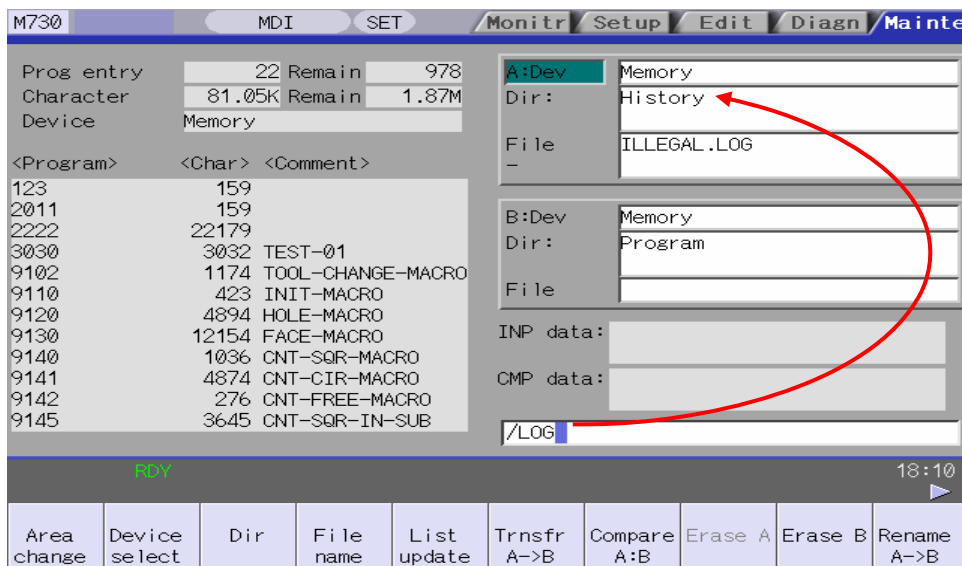 M730 MDI SET Monitr Setup Edit Diagn Mainte
Prog entry 22 Remain 978
Character 81.05K Remain 1.87M
Device Memory
<Program> <Char> <Comment>
123 159
2011 159
2222 22179
3030 3032 TEST-01
9102 1174 TOOL-CHANGE-MACRO
9110 423 INIT-MACRO
9120 4894 HOLE-MACRO
9130 12154 FACE-MACRO
9140 1036 CNT-SQR-MACRO
9141 4874 CNT-CIR-MACRO
9142 276 CNT-FREE-MACRO
9145 3645 CNT-SQR-IN-SUB
A:Dev Memory
Dir: History
File ILLEGAL.LOG
–
B:Dev Memory
Dir: Program
File
INP data:
CMP data:
/LOG
RDY 18:10
Area change
Device select
Dir
File name
List update
Trnsfr A->B
Compare A:B
Erase A
Erase B
Rename A->B